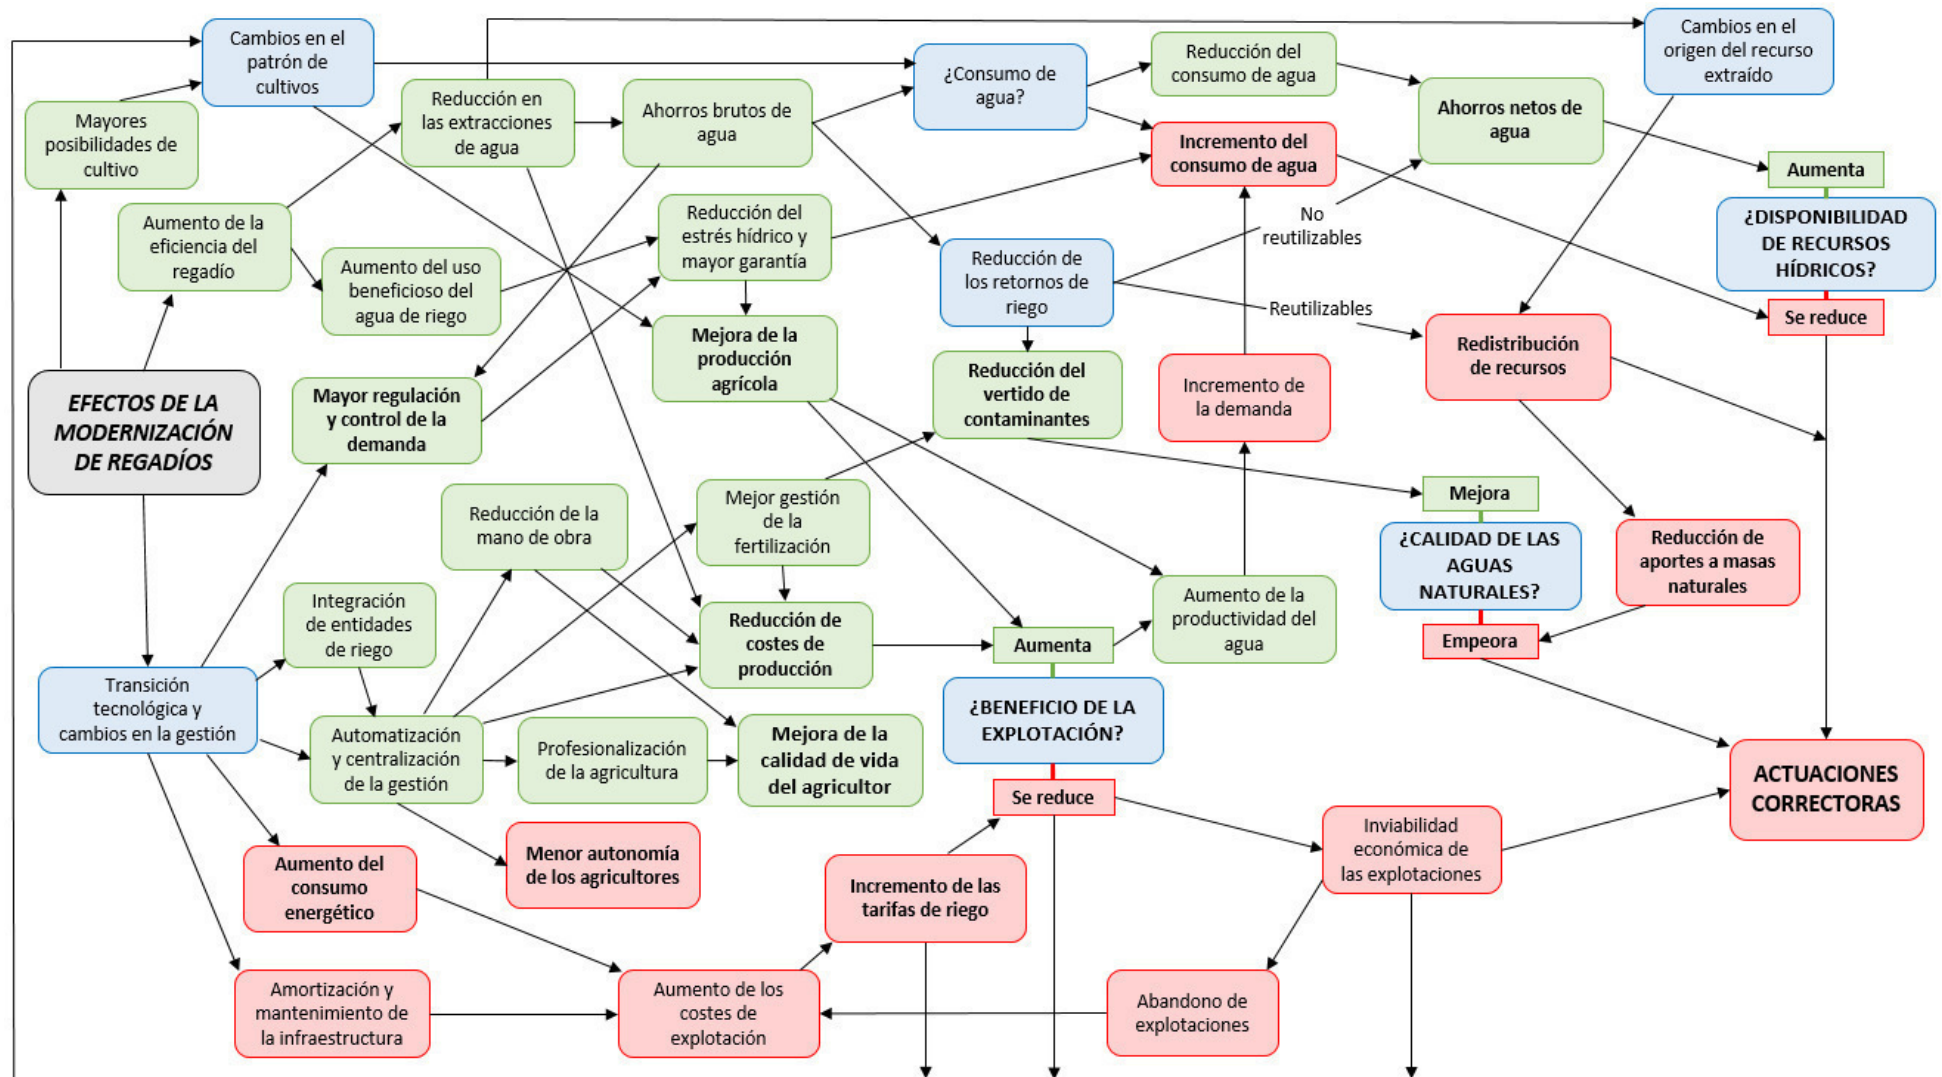 Cambios en el
patrón de
cultivos
Cambios en el
origen del recurso
extraído
Reducción del
consumo de agua
¿Consumo de
agua?
Reducción en
las extracciones
de agua
Ahorros brutos de
agua
Ahorros netos de
agua
Mayores
posibilidades de
cultivo
Incremento del
consumo de agua
Aumenta
¿DISPONIBILIDAD
DE RECURSOS
HÍDRICOS?
Se reduce
Aumento de la
eficiencia del
regadío
Reducción del
estrés hídrico y
mayor garantía
No
reutilizables
Aumento del uso
beneficioso del
agua de riego
Reducción de
los retornos de
riego
Reutilizables
Mejora de la
producción
agrícola
Redistribución
de recursos
EFECTOS DE LA
MODERNIZACIÓN
DE REGADÍOS
Mayor regulación
y control de la
demanda
Reducción del
vertido de
contaminantes
Incremento de
la demanda
Mejora
¿CALIDAD DE LAS
AGUAS
NATURALES?
Empeora
Reducción de la
mano de obra
Mejor gestión
de la
fertilización
Reducción de
aportes a masas
naturales
Integración
de entidades
de riego
Reducción de
costes de
producción
Aumenta
¿BENEFICIO DE LA
EXPLOTACIÓN?
Se reduce
Aumento de la
productividad del
agua
Transición
tecnológica y
cambios en la gestión
Automatización
y centralización
de la gestión
Profesionalización
de la agricultura
Mejora de la
calidad de vida
del agricultor
ACTUACIONES
CORRECTORAS
Aumento del
consumo
energético
Menor autonomía
de los agricultores
Incremento de las
tarifas de riego
Inviabilidad
económica de
las explotaciones
Amortización y
mantenimiento de
la infraestructura
Aumento de los
costes de
explotación
Abandono de
explotaciones